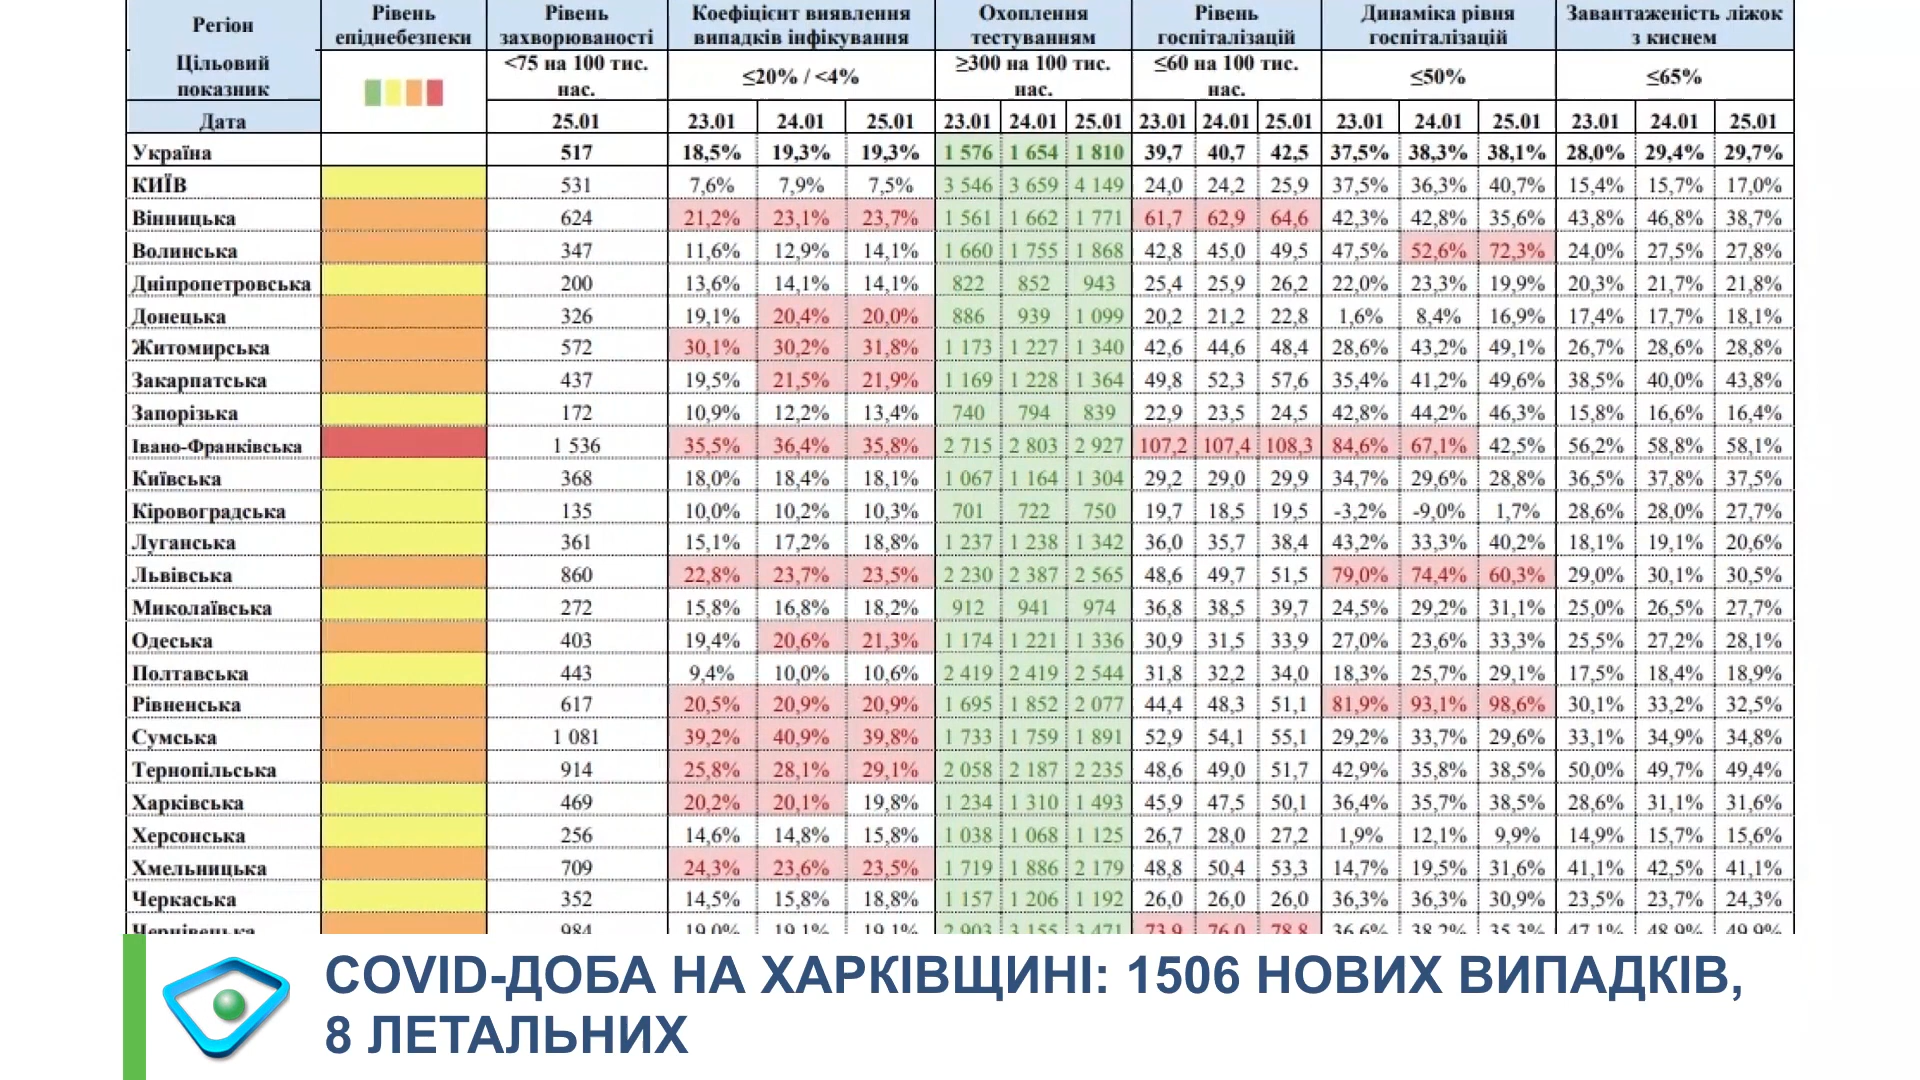 Регіон Рівень епіднебезпеки Рівень захворюваності Коефіцієнт виявлення випадків інфікування Охоплення тестуванням Рівень госпіталізацій Динаміка рівня госпіталізацій Завантаженість ліжок з киснем
Цільовий показник <75 на 100 тис. нас. ≤20% / <4% ≥300 на 100 тис. нас. ≤60 на 100 тис. нас. ≤50% ≤65%
Дата 25.01 23.01 24.01 25.01 23.01 24.01 25.01 23.01 24.01 25.01 23.01 24.01 25.01 23.01 24.01 25.01
Україна 517 18,5% 19,3% 19,3% 1 576 1 654 1 810 39,7 40,7 42,5 37,5% 38,3% 38,1% 28,0% 29,4% 29,7%
КИЇВ 531 7,6% 7,9% 7,5% 3 546 3 659 4 149 24,0 24,2 25,9 37,5% 36,3% 40,7% 15,4% 15,7% 17,0%
Вінницька 624 21,2% 23,1% 23,7% 1 561 1 662 1 771 61,7 62,9 64,6 42,3% 42,8% 35,6% 43,8% 46,8% 38,7%
Волинська 347 11,6% 12,9% 14,1% 1 660 1 755 1 868 42,8 45,0 49,5 47,5% 52,6% 72,3% 24,0% 27,5% 27,8%
Дніпропетровська 200 13,6% 14,1% 14,1% 822 852 943 25,4 25,9 26,2 22,0% 23,3% 19,9% 20,3% 21,7% 21,8%
Донецька 326 19,1% 20,4% 20,0% 886 939 1 099 20,2 21,2 22,8 1,6% 8,4% 16,9% 17,4% 17,7% 18,1%
Житомирська 572 30,1% 30,2% 31,8% 1 173 1 227 1 340 42,6 44,6 48,4 28,6% 43,2% 49,1% 26,7% 28,6% 28,8%
Закарпатська 437 19,5% 21,5% 21,9% 1 169 1 228 1 364 49,8 52,3 57,6 35,4% 41,2% 49,6% 38,5% 40,0% 43,8%
Запорізька 172 10,9% 12,2% 13,4% 740 794 839 22,9 23,5 24,5 42,8% 44,2% 46,3% 15,8% 16,6% 16,4%
Івано-Франківська 1 536 35,5% 36,4% 35,8% 2 715 2 803 2 927 107,2 107,4 108,3 84,6% 67,1% 42,5% 56,2% 58,8% 58,1%
Київська 368 18,0% 18,4% 18,1% 1 067 1 164 1 304 29,2 29,0 29,9 34,7% 29,6% 28,8% 36,5% 37,8% 37,5%
Кіровоградська 135 10,0% 10,2% 10,3% 701 722 750 19,7 18,5 19,5 -3,2% -9,0% 1,7% 28,6% 28,0% 27,7%
Луганська 361 15,1% 17,2% 18,8% 1 237 1 238 1 342 36,0 35,7 38,4 43,2% 33,3% 40,2% 18,1% 19,1% 20,6%
Львівська 860 22,8% 23,7% 23,5% 2 230 2 387 2 565 48,6 49,7 51,5 79,0% 74,4% 60,3% 29,0% 30,1% 30,5%
Миколаївська 272 15,8% 16,8% 18,2% 912 941 974 36,8 38,5 39,7 24,5% 29,2% 31,1% 25,0% 26,5% 27,7%
Одеська 403 19,4% 20,6% 21,3% 1 174 1 221 1 336 30,9 31,5 33,9 27,0% 23,6% 33,3% 25,5% 27,2% 28,1%
Полтавська 443 9,4% 10,0% 10,6% 2 419 2 419 2 544 31,8 32,2 34,0 18,3% 25,7% 29,1% 17,5% 18,4% 18,9%
Рівненська 617 20,5% 20,9% 20,9% 1 695 1 852 2 077 44,4 48,3 51,1 81,9% 93,1% 98,6% 30,1% 33,2% 32,5%
Сумська 1 081 39,2% 40,9% 39,8% 1 733 1 759 1 891 52,9 54,1 55,1 29,2% 33,7% 29,6% 33,1% 34,9% 34,8%
Тернопільська 914 25,8% 28,1% 29,1% 2 058 2 187 2 235 48,6 49,0 51,7 42,9% 35,8% 38,5% 50,0% 49,7% 49,4%
Харківська 469 20,2% 20,1% 19,8% 1 234 1 310 1 493 45,9 47,5 50,1 36,4% 35,7% 38,5% 28,6% 31,1% 31,6%
Херсонська 256 14,6% 14,8% 15,8% 1 038 1 068 1 125 26,7 28,0 27,2 1,9% 12,1% 9,9% 14,9% 15,7% 15,6%
Хмельницька 709 24,3% 23,6% 23,5% 1 719 1 886 2 179 48,8 50,4 53,3 14,7% 19,5% 31,6% 41,1% 42,5% 41,1%
Черкаська 352 14,5% 15,8% 18,8% 1 157 1 206 1 192 26,0 26,0 26,0 36,3% 36,3% 30,9% 23,5% 23,7% 24,3%
Чернівецька 984 19,0% 19,1% 19,1% 2 903 3 155 3 471 73,9 76,0 78,8 36,6% 38,2% 35,3% 47,1% 48,9% 49,9%
COVID-ДОБА НА ХАРКІВЩИНІ: 1506 НОВИХ ВИПАДКІВ,
8 ЛЕТАЛЬНИХ